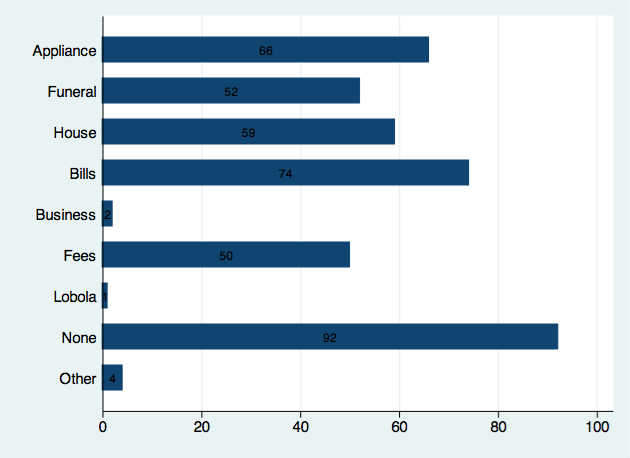 Appliance 66
Funeral 52
House 59
Bills 74
Business 2
Fees 50
Lobola 1
None 92
Other 4
0 20 40 60 80 100